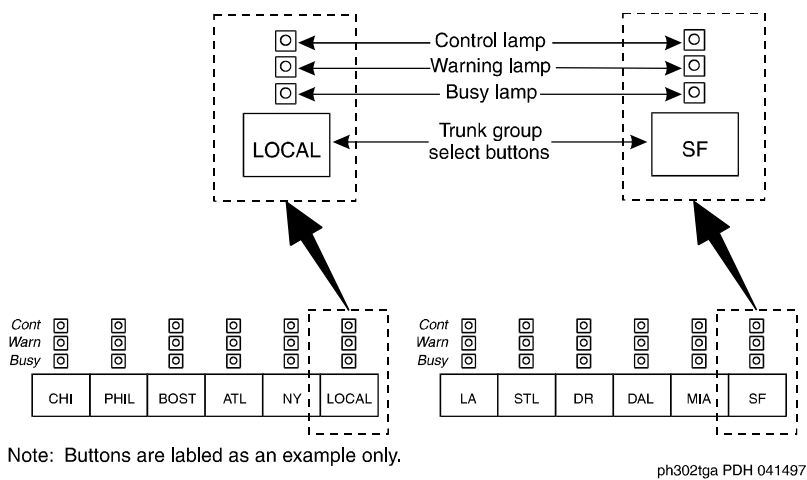 Control lamp
Warning lamp
Busy lamp
Trunk group
select buttons
LOCAL
SF
Cont
Warn
Busy
CHI PHIL BOST ATL NY LOCAL
Cont
Warn
Busy
LA STL DR DAL MIA SF
Note: Buttons are labled as an example only.
ph302tga PDH 041497